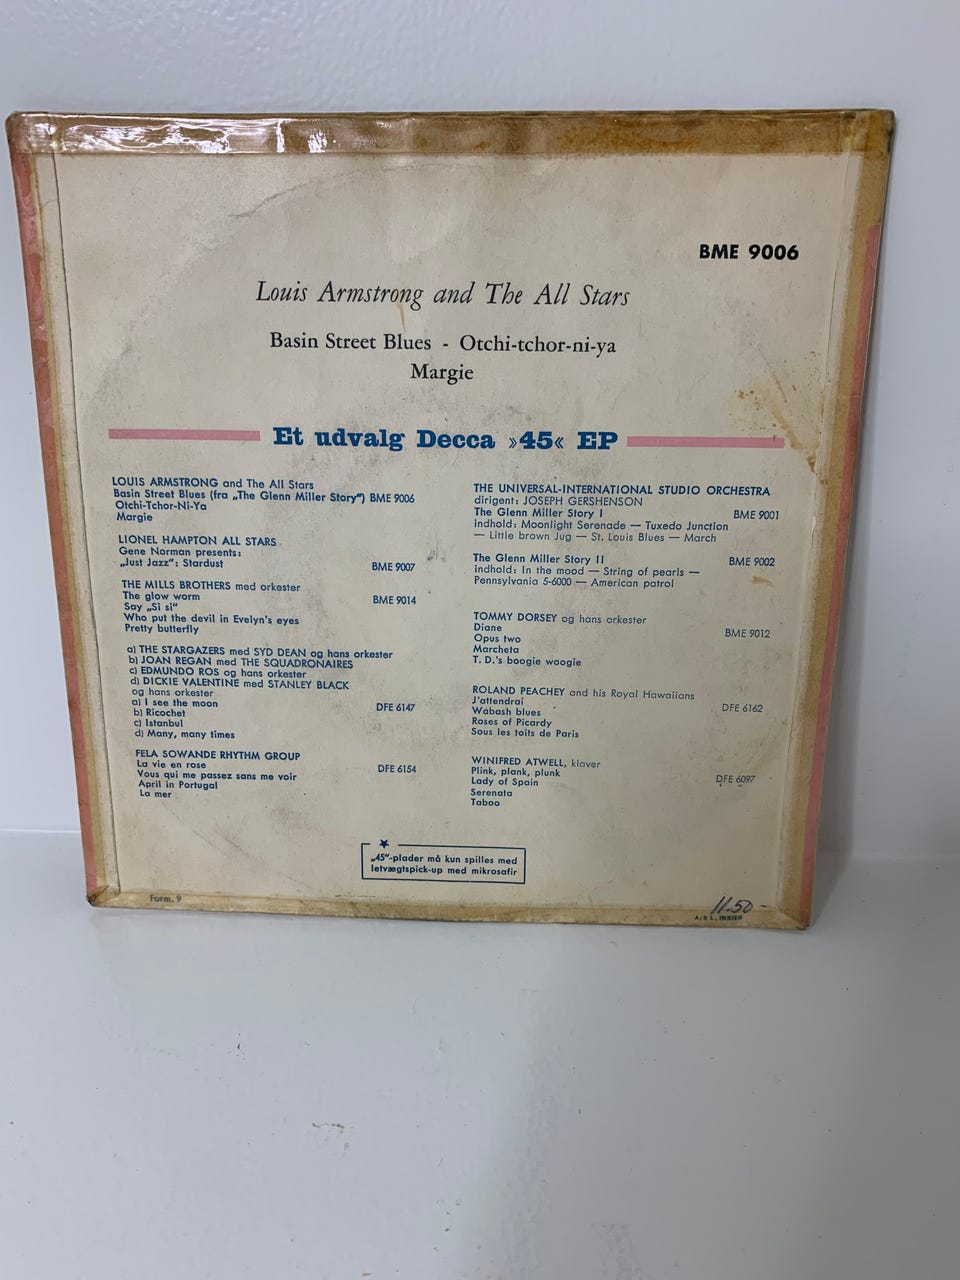 BME 9006
Louis Armstrong and The All Stars
Basin Street Blues - Otchi-tchor-ni-ya
Margie
Et udvalg Decca »45« EP
LOUIS ARMSTRONG and The All Stars
Basin Street Blues (fra „The Glenn Miller Story") BME 9006
Otchi-Tchor-Ni-Ya
Margie
LIONEL HAMPTON ALL STARS
Gene Norman presents:
„Just Jazz": Stardust BME 9007
THE MILLS BROTHERS med orkester
The glow worm BME 9014
Say „Si si"
Who put the devil in Evelyn's eyes
Pretty butterfly
a) THE STARGAZERS med SYD DEAN og hans orkester
b) JOAN REGAN med THE SQUADRONAIRES
c) EDMUNDO ROS og hans orkester
d) DICKIE VALENTINE med STANLEY BLACK
og hans orkester
a) I see the moon DFE 6147
b) Ricochet
c) Istanbul
d) Many, many times
FELA SOWANDE RHYTHM GROUP
La vie en rose DFE 6154
Vous qui me passez sans me voir
April in Portugal
La mer
THE UNIVERSAL-INTERNATIONAL STUDIO ORCHESTRA
dirigent: JOSEPH GERSHENSON
The Glenn Miller Story I BME 9001
indhold: Moonlight Serenade — Tuxedo Junction
— Little brown Jug — St. Louis Blues — March
The Glenn Miller Story II BME 9002
indhold: In the mood — String of pearls —
Pennsylvania 5-6000 — American patrol
TOMMY DORSEY og hans orkester
Diane BME 9012
Opus two
Marcheta
T. D.'s boogie woogie
ROLAND PEACHEY and his Royal Hawaiians
J'attendrai DFE 6162
Wabash blues
Roses of Picardy
Sous les toits de Paris
WINIFRED ATWELL, klaver
Plink, plank, plunk DFE 6097
Lady of Spain
Serenata
Taboo
„45"-plader må kun spilles med
letvægtspick-up med mikrosafir
Form. 9
11.50 -
A/S L. IBSEN